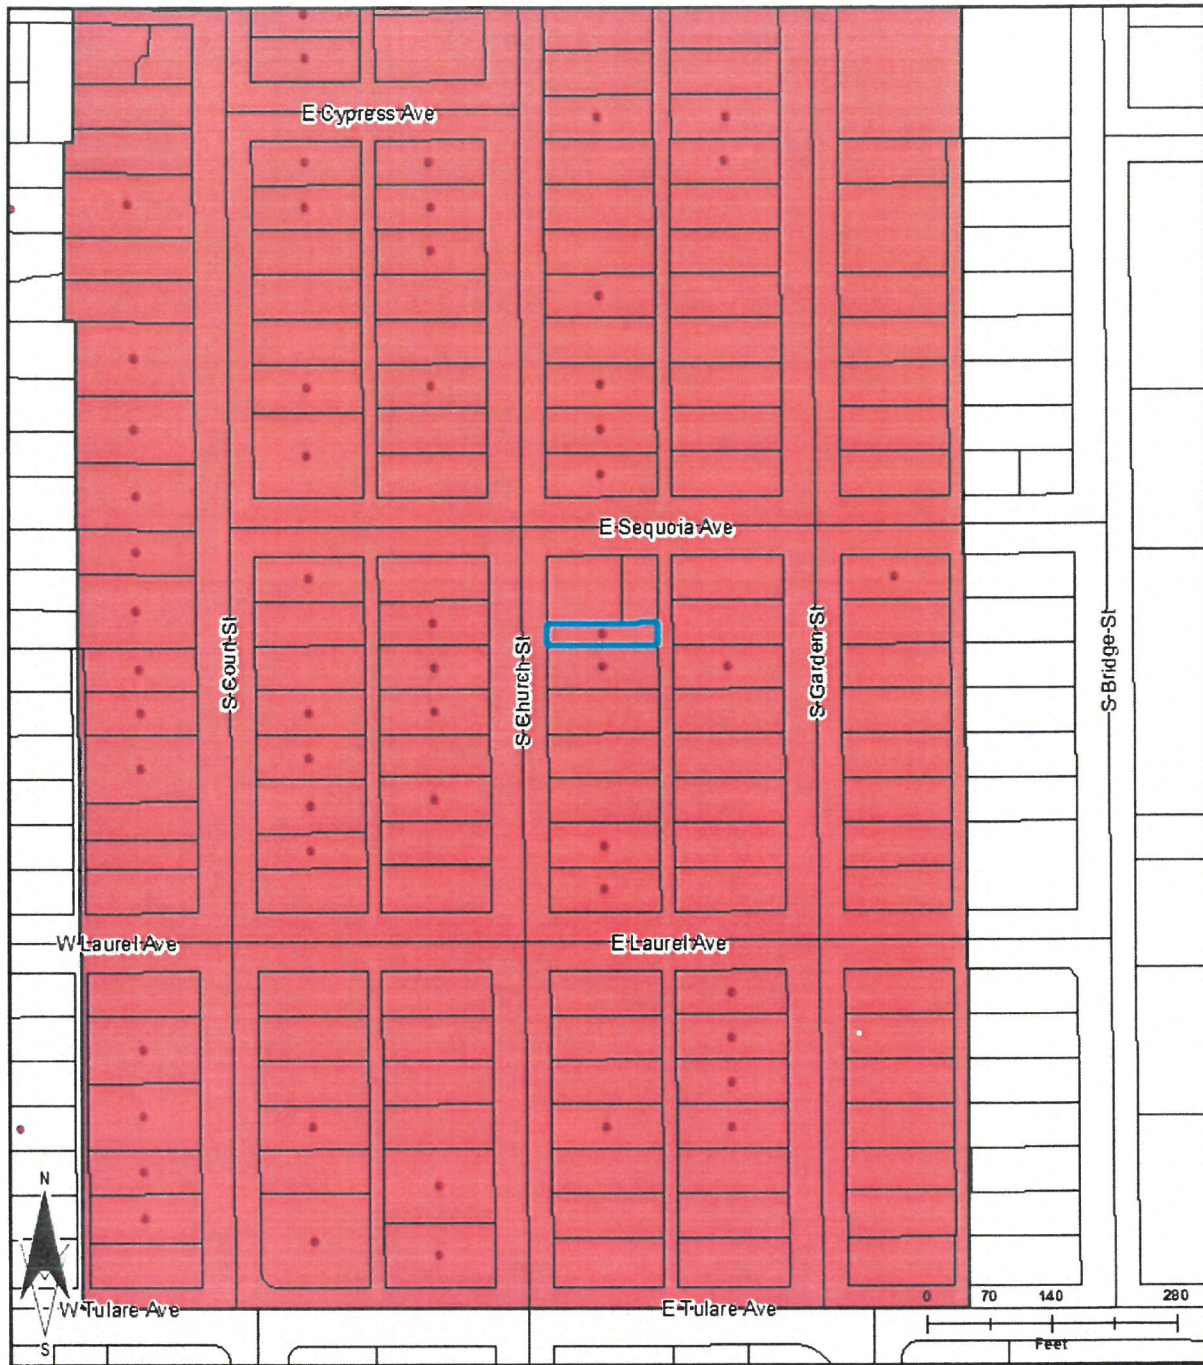 E Cypress Ave
E Sequoia Ave
S Court St
S Church St
S Garden St
S Bridge St
W Laurel Ave
E Laurel Ave
N
S
W Tulare Ave
E Tulare Ave
0 70 140 280
Feet